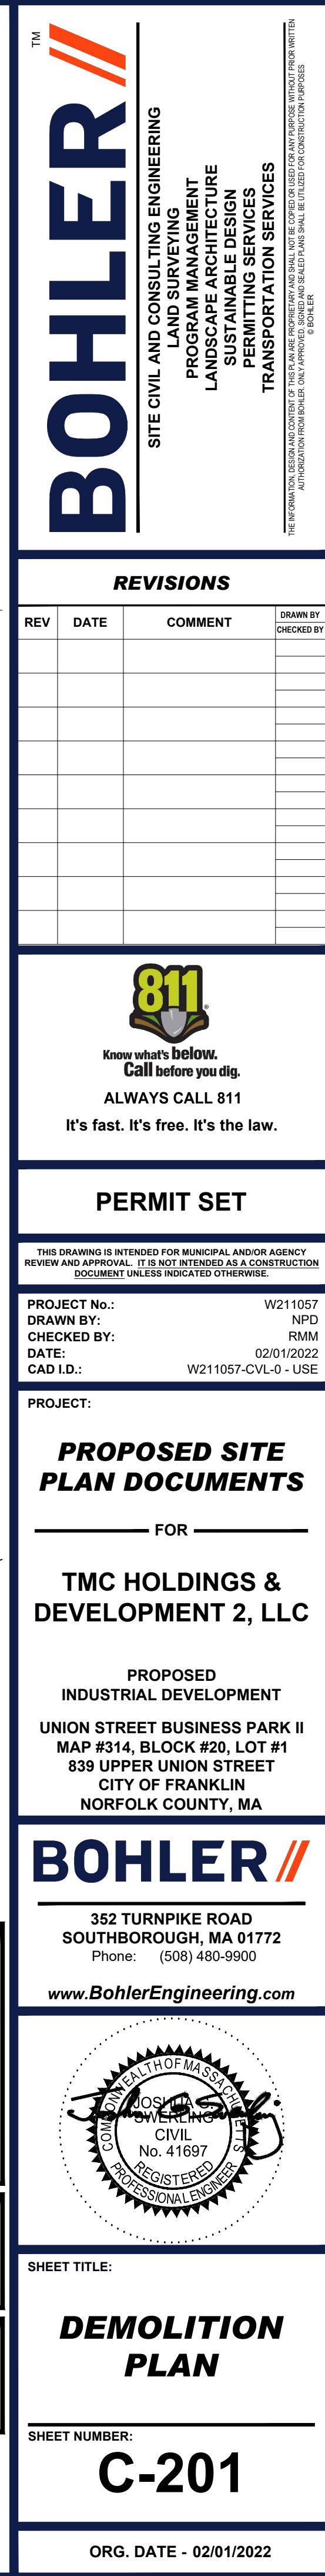 BOHLER //
TM
SITE CIVIL AND CONSULTING ENGINEERING
LAND SURVEYING
PROGRAM MANAGEMENT
LANDSCAPE ARCHITECTURE
SUSTAINABLE DESIGN
PERMITTING SERVICES
TRANSPORTATION SERVICES
THE INFORMATION, DESIGN AND CONTENT OF THIS PLAN ARE PROPRIETARY AND SHALL NOT BE COPIED OR USED FOR ANY PURPOSE WITHOUT PRIOR WRITTEN
AUTHORIZATION FROM BOHLER. ONLY APPROVED, SIGNED AND SEALED PLANS SHALL BE UTILIZED FOR CONSTRUCTION PURPOSES
© BOHLER
REVISIONS
REV DATE COMMENT DRAWN BY
CHECKED BY
811®
Know what's below.
Call before you dig.
ALWAYS CALL 811
It's fast. It's free. It's the law.
PERMIT SET
THIS DRAWING IS INTENDED FOR MUNICIPAL AND/OR AGENCY
REVIEW AND APPROVAL. IT IS NOT INTENDED AS A CONSTRUCTION
DOCUMENT UNLESS INDICATED OTHERWISE.
PROJECT No.: W211057
DRAWN BY: NPD
CHECKED BY: RMM
DATE: 02/01/2022
CAD I.D.: W211057-CVL-0 - USE
PROJECT:
PROPOSED SITE
PLAN DOCUMENTS
FOR
TMC HOLDINGS &
DEVELOPMENT 2, LLC
PROPOSED
INDUSTRIAL DEVELOPMENT
UNION STREET BUSINESS PARK II
MAP #314, BLOCK #20, LOT #1
839 UPPER UNION STREET
CITY OF FRANKLIN
NORFOLK COUNTY, MA
BOHLER //
352 TURNPIKE ROAD
SOUTHBOROUGH, MA 01772
Phone: (508) 480-9900
www.BohlerEngineering.com
COMMONWEALTH OF MASSACHUSETTS
JOSHUA G.
SWERLING
CIVIL
No. 41697
REGISTERED
PROFESSIONAL ENGINEER
SHEET TITLE:
DEMOLITION
PLAN
SHEET NUMBER:
C-201
ORG. DATE - 02/01/2022